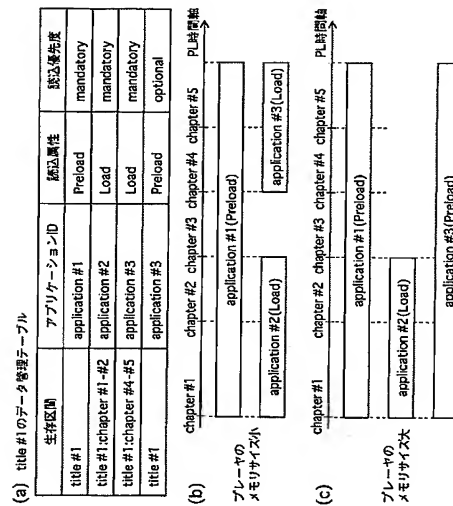 (a) title #1のデータ管理テーブル
生存区間 アプリケーションID 読込属性 読込優先度
title #1 application #1 Preload mandatory
title #1:chapter #1-#2 application #2 Load mandatory
title #1:chapter #4-#5 application #3 Load mandatory
title #1 application #3 Preload optional
(b)
chapter #1 chapter #2 chapter #3 chapter #4 chapter #5 PL時間軸
プレーヤの
メモリサイズ小
application #1(Preload)
application #2(Load)
application #3(Load)
(c)
chapter #1 chapter #2 chapter #3 chapter #4 chapter #5 PL時間軸
プレーヤの
メモリサイズ大
application #1(Preload)
application #2(Load)
application #3(Preload)